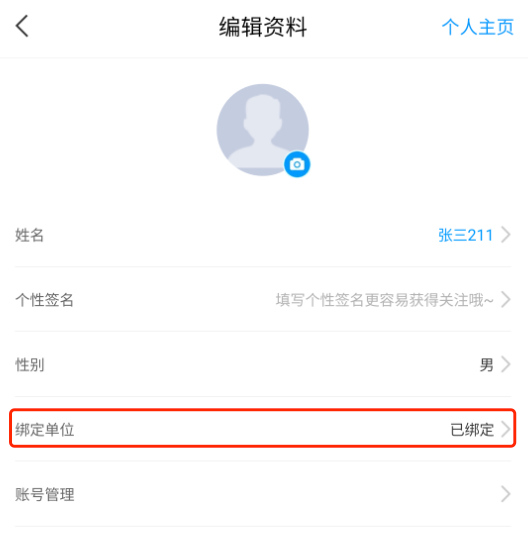 编辑资料 个人主页
姓名 张三211
个性签名 填写个性签名更容易获得关注哦~
性别 男
绑定单位 已绑定
账号管理